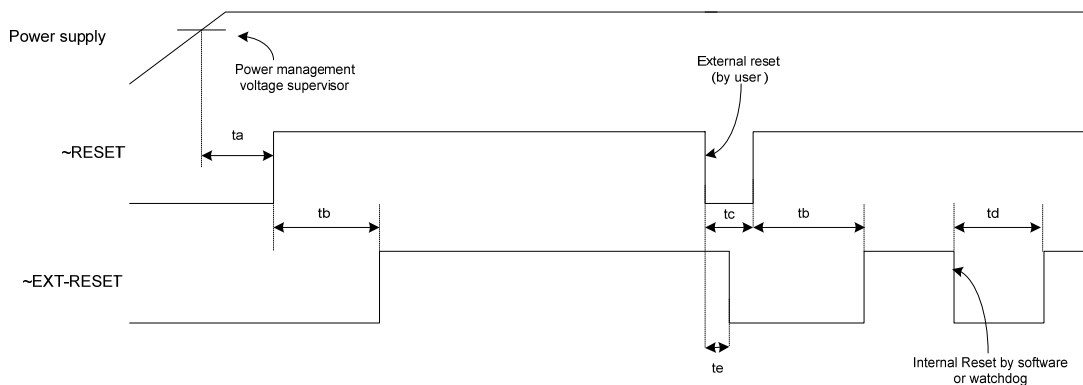 Power supply
Power management
voltage supervisor
External reset
(by user )
ta
~RESET
tb
tc
tb
td
~EXT-RESET
te
Internal Reset by software
or watchdog